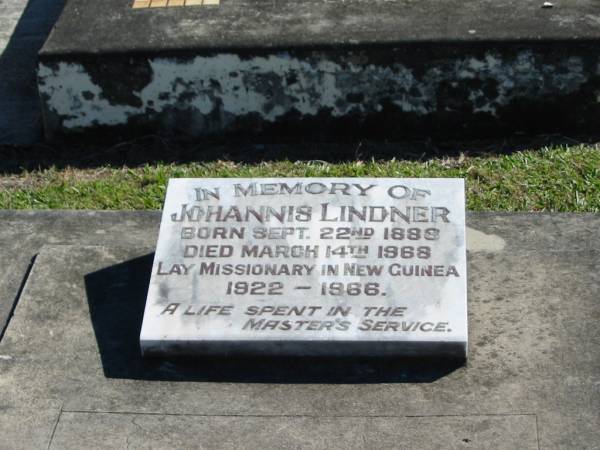 IN MEMORY OF
JOHANNIS LINDNER
BORN SEPT. 22ND 1889
DIED MARCH 14TH 1968
LAY MISSIONARY IN NEW GUINEA
1922 – 1966.
A LIFE SPENT IN THE
MASTER'S SERVICE.